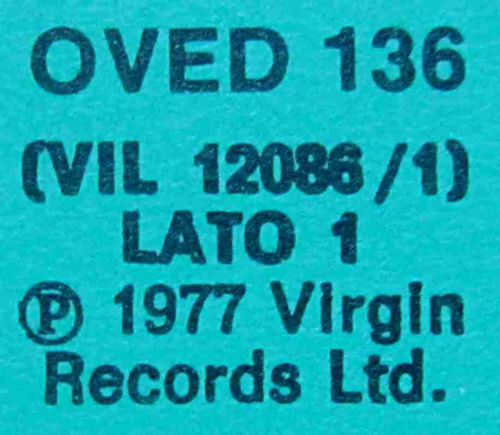 OVED 136
(VIL 12086/1)
LATO 1
Ⓟ 1977 Virgin
Records Ltd.